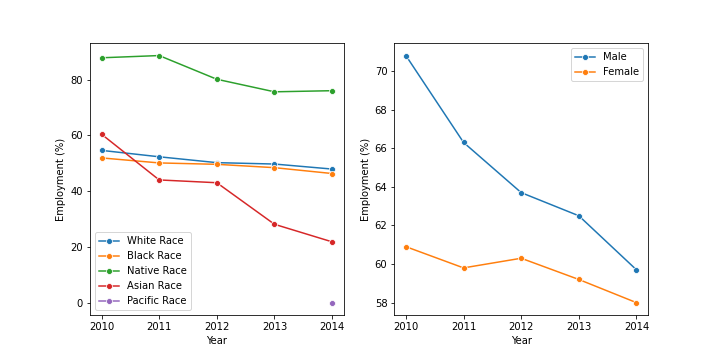 Employment (%)
80
60
40
20
0
White Race
Black Race
Native Race
Asian Race
Pacific Race
2010 2011 2012 2013 2014
Year
Employment (%)
70
68
66
64
62
60
58
Male
Female
2010 2011 2012 2013 2014
Year